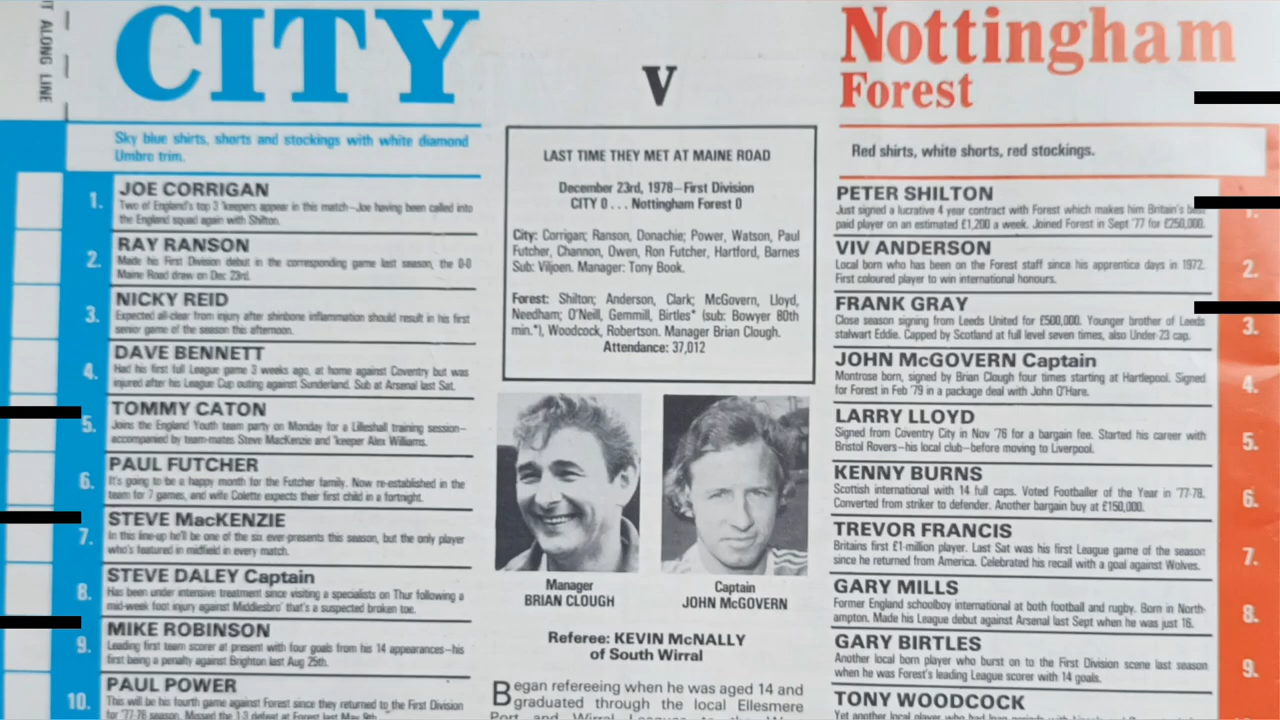 T ALONG LINE
CITY
Sky blue shirts, shorts and stockings with white diamond
Umbro trim.
1. JOE CORRIGAN
Two of England's top 3 'keepers appear in this match—Joe having been called into
the England squad again with Shilton.
2. RAY RANSON
Made his First Division debut in the corresponding game last season, the 0-0
Maine Road draw on Dec 23rd.
3. NICKY REID
Expected all-clear from injury after shinbone inflammation should result in his first
senior game of the season this afternoon.
4. DAVE BENNETT
Had his first full League game 3 weeks ago, at home against Coventry but was
injured after his League Cup outing against Sunderland. Sub at Arsenal last Sat.
5. TOMMY CATON
Joins the England Youth team party on Monday for a Lilleshall training session—
accompanied by team-mates Steve MacKenzie and 'keeper Alex Williams.
6. PAUL FUTCHER
It's going to be a happy month for the Futcher family. Now re-established in the
team for 7 games, and wife Colette expects their first child in a fortnight.
7. STEVE MacKENZIE
In this line-up he'll be one of the six ever-presents this season, but the only player
who's featured in midfield in every match.
8. STEVE DALEY Captain
Has been under intensive treatment since visiting a specialists on Thur following a
mid-week foot injury against Middlesbro' that's a suspected broken toe.
9. MIKE ROBINSON
Leading first team scorer at present with four goals from his 14 appearances—his
first being a penalty against Brighton last Aug 25th.
10. PAUL POWER
This will be his fourth game against Forest since they returned to the First Division
for '77-78 season. Missed the 1-3 defeat at Forest last May 9th.
V
LAST TIME THEY MET AT MAINE ROAD
December 23rd, 1978—First Division
CITY 0 . . . Nottingham Forest 0
City: Corrigan; Ranson, Donachie; Power, Watson, Paul
Futcher, Channon, Owen, Ron Futcher, Hartford, Barnes
Sub: Viljoen. Manager: Tony Book.
Forest: Shilton; Anderson, Clark; McGovern, Lloyd,
Needham; O'Neill, Gemmill, Birtles* (sub: Bowyer 80th
min.*), Woodcock, Robertson. Manager Brian Clough.
Attendance: 37,012
Manager
BRIAN CLOUGH
Captain
JOHN McGOVERN
Referee: KEVIN McNALLY
of South Wirral
Began refereeing when he was aged 14 and
graduated through the local Ellesmere
Port and Wirral Leagues to the
Nottingham
Forest
Red shirts, white shorts, red stockings.
PETER SHILTON 1.
Just signed a lucrative 4 year contract with Forest which makes him Britain's best
paid player on an estimated £1,200 a week. Joined Forest in Sept '77 for £250,000.
VIV ANDERSON 2.
Local born who has been on the Forest staff since his apprentice days in 1972.
First coloured player to win international honours.
FRANK GRAY 3.
Close season signing from Leeds United for £500,000. Younger brother of Leeds
stalwart Eddie. Capped by Scotland at full level seven times, also Under-23 cap.
JOHN McGOVERN Captain 4.
Montrose born, signed by Brian Clough four times starting at Hartlepool. Signed
for Forest in Feb '79 in a package deal with John O'Hare.
LARRY LLOYD 5.
Signed from Coventry City in Nov '76 for a bargain fee. Started his career with
Bristol Rovers—his local club—before moving to Liverpool.
KENNY BURNS 6.
Scottish international with 14 full caps. Voted Footballer of the Year in '77-78.
Converted from striker to defender. Another bargain buy at £150,000.
TREVOR FRANCIS 7.
Britains first £1-million player. Last Sat was his first League game of the season
since he returned from America. Celebrated his recall with a goal against Wolves.
GARY MILLS 8.
Former England schoolboy international at both football and rugby. Born in North-
ampton. Made his League debut against Arsenal last Sept when he was just 16.
GARY BIRTLES 9.
Another local born player who burst on to the First Division scene last season
when he was Forest's leading League scorer with 14 goals.
TONY WOODCOCK
Yet another local player who had loan periods with